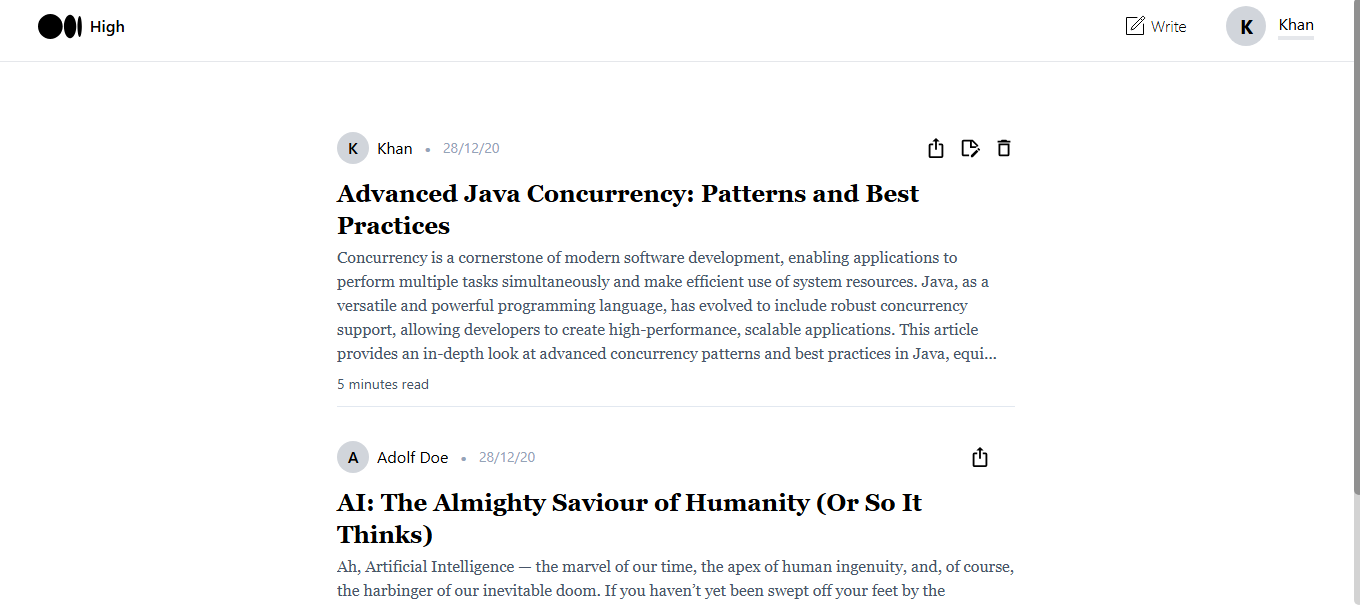 High
Write
K
Khan
K Khan • 28/12/20
Advanced Java Concurrency: Patterns and Best
Practices
Concurrency is a cornerstone of modern software development, enabling applications to
perform multiple tasks simultaneously and make efficient use of system resources. Java, as a
versatile and powerful programming language, has evolved to include robust concurrency
support, allowing developers to create high-performance, scalable applications. This article
provides an in-depth look at advanced concurrency patterns and best practices in Java, equi...
5 minutes read
A Adolf Doe • 28/12/20
AI: The Almighty Saviour of Humanity (Or So It
Thinks)
Ah, Artificial Intelligence — the marvel of our time, the apex of human ingenuity, and, of course,
the harbinger of our inevitable doom. If you haven’t yet been swept off your feet by the